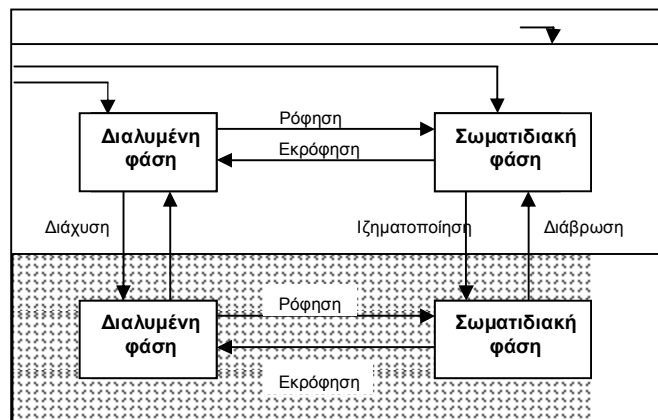 Ρόφηση
Διαλυμένη
φάση
Σωματιδιακή
φάση
Εκρόφηση
Διάχυση
Ιζηματοποίηση
Διάβρωση
Ρόφηση
Διαλυμένη
φάση
Σωματιδιακή
φάση
Εκρόφηση